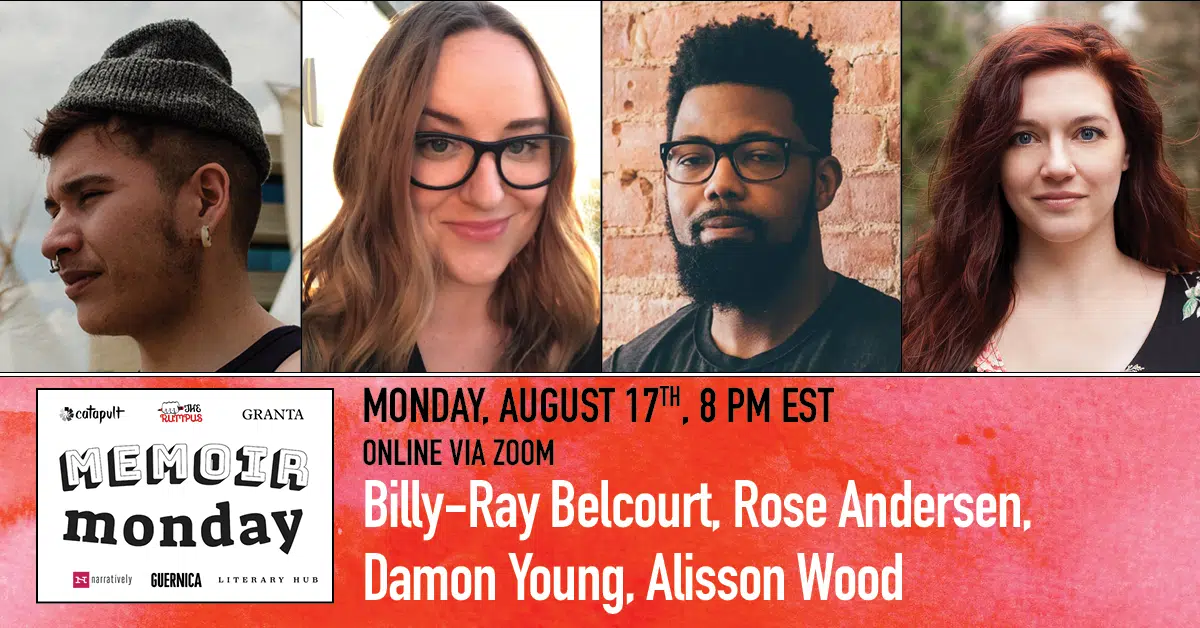 catapult THE RUMPUS GRANTA
MEMOIR
monday
narratively GUERNICA LITERARY HUB
MONDAY, AUGUST 17TH, 8 PM EST
ONLINE VIA ZOOM
Billy-Ray Belcourt, Rose Andersen,
Damon Young, Alisson Wood